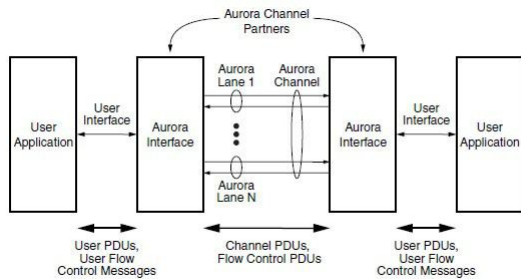 Aurora Channel
Partners
Aurora
Lane 1
Aurora
Channel
User
Application
User
Interface
Aurora
Interface
Aurora
Interface
User
Interface
User
Application
Aurora
Lane N
User PDUs,
User Flow
Control Messages
Channel PDUs,
Flow Control PDUs
User PDUs,
User Flow
Control Messages